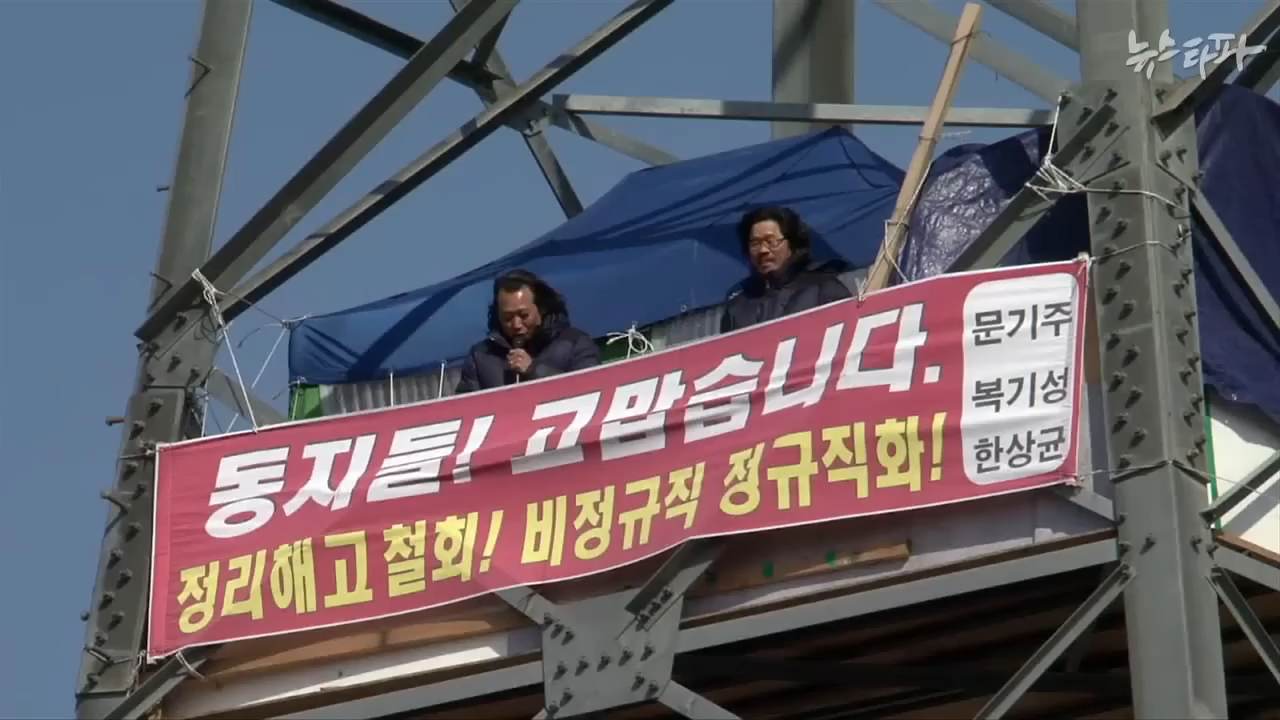 뉴스타파
동지들! 고맙습니다.
정리해고 철회! 비정규직 정규직화!
문기주
복기성
한상균